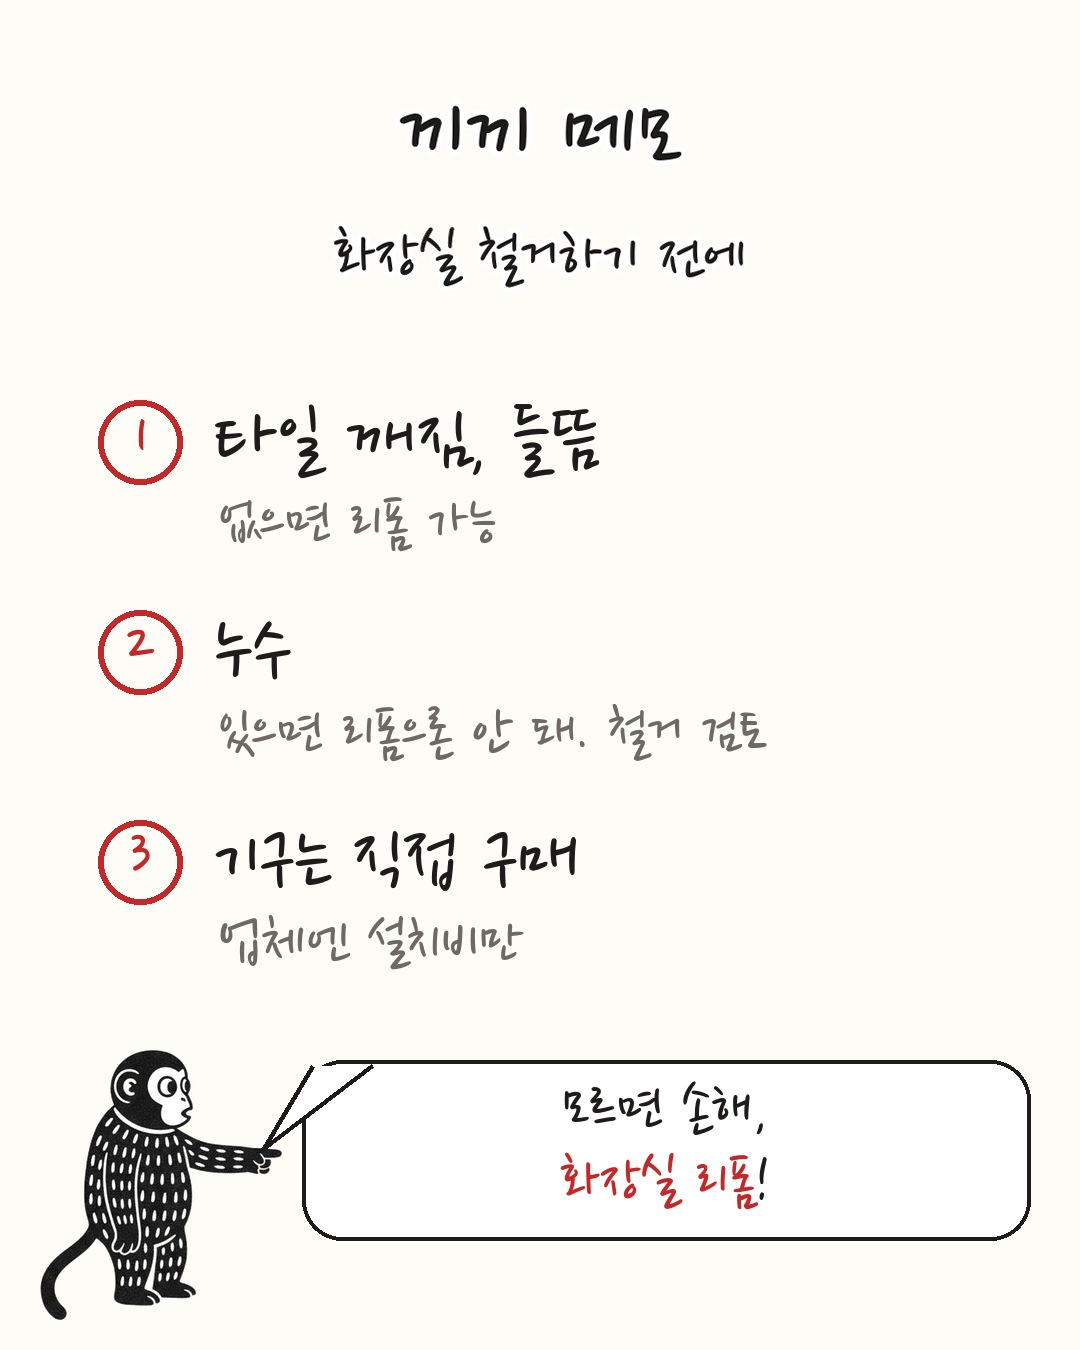 끼끼 메모
화장실 철거하기 전에
1 타일 깨짐, 들뜸
없으면 리폼 가능
2 누수
있으면 리폼으론 안 돼. 철거 검토
3 기구는 직접 구매
업체엔 설치비만
모르면 손해,
화장실 리폼!